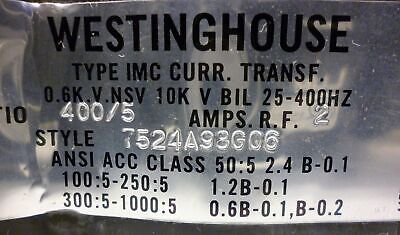 WESTINGHOUSE
TYPE IMC CURR. TRANSF.
0.6K V NSV 10K V BIL 25-400HZ
TIO 400/5 AMPS. R.F. 2
STYLE 7524A93G06
ANSI ACC CLASS 50:5 2.4 B-0.1
100:5-250:5 1.2B-0.1
300:5-1000:5 0.6B-0.1,B-0.2